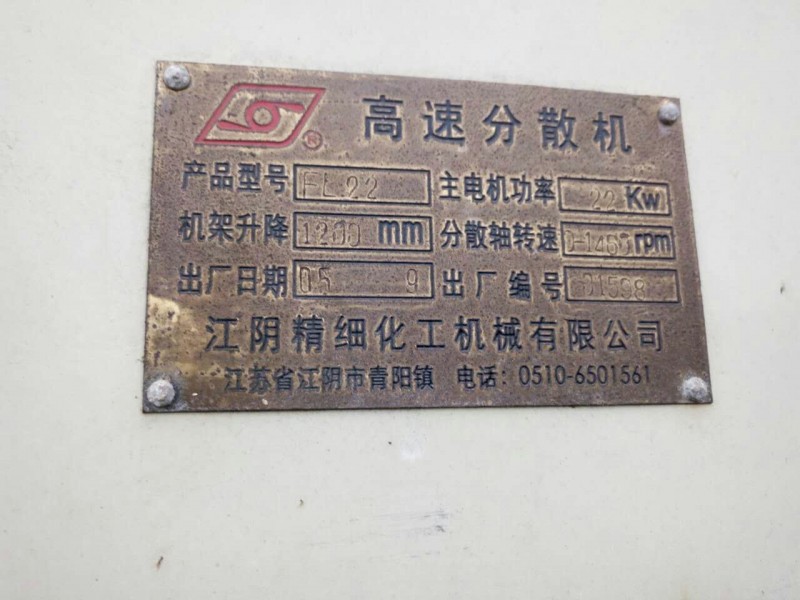 高速分散机
产品型号 FL 22 主电机功率 22 Kw
机架升降 1200 mm 分散轴转速 0-1460 rpm
出厂日期 05 9 出厂编号 01598
江阴精细化工机械有限公司
江苏省江阴市青阳镇 电话：0510-6501561